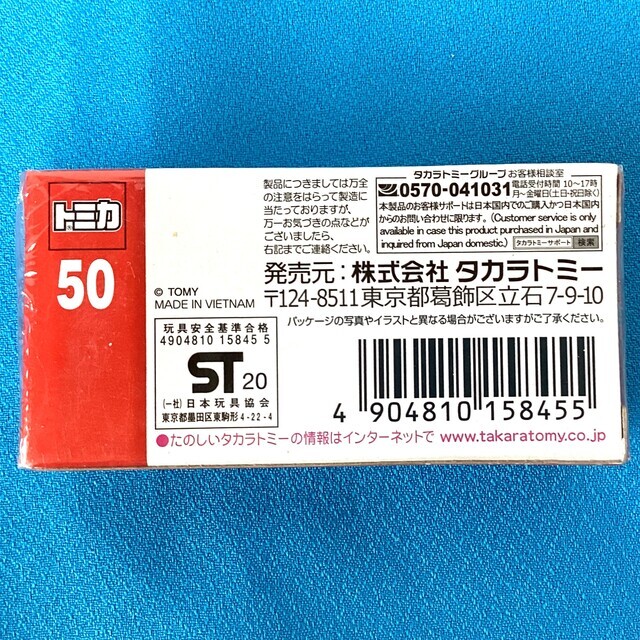 トミカ
50
製品につきましては万全
の注意をはらって製造に
当たっておりますが、
万一お気づきの点などが
ございましたら、
右記までご連絡ください。
タカラトミーグループ お客様相談室
0570-041031 電話受付時間 10〜17時
月〜金曜日(土日・祝日除く)
本製品のお客様サポートは日本国内でのご購入かつ日本国内
からのお問い合わせに限ります。(Customer service is only
available in case this product purchased in Japan and
inquired from Japan domestic.) タカラトミーサポート 検索
© TOMY
MADE IN VIETNAM
発売元：株式会社 タカラトミー
〒124-8511 東京都葛飾区立石7-9-10
パッケージの写真やイラストと異なる場合がございますがご了承ください。
玩具安全基準合格
4904810 15845 5
ST 20
(一社)日本玩具協会
東京都墨田区東駒形4-22-4
4 904810 158455
●たのしいタカラトミーの情報はインターネットで www.takaratomy.co.jp